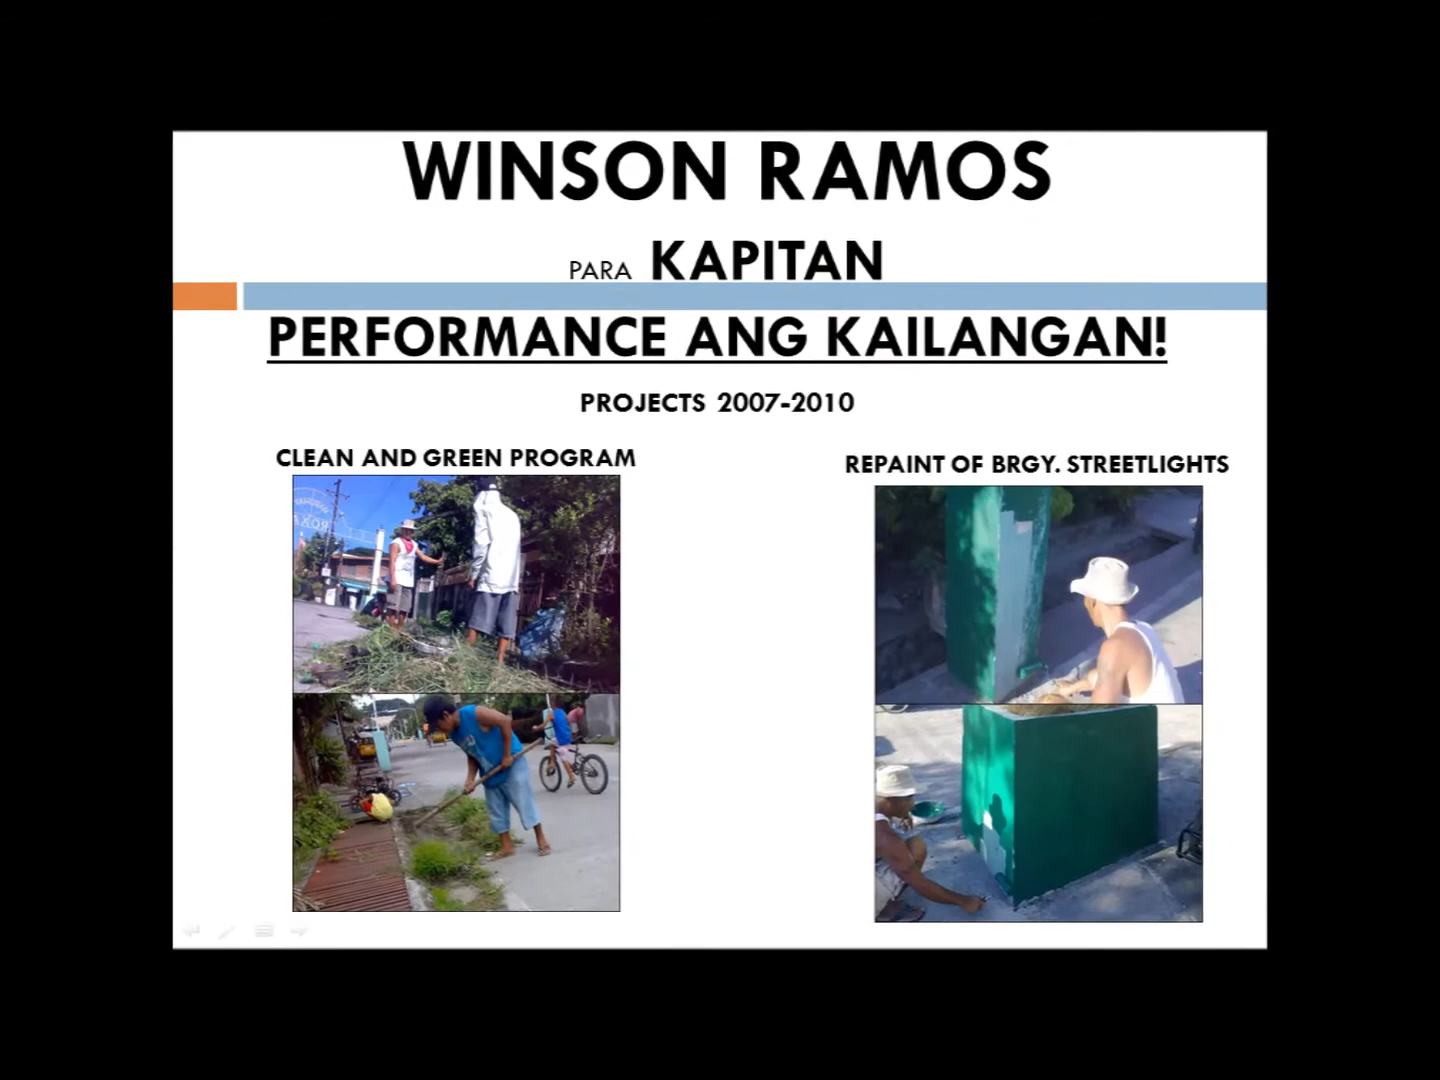 WINSON RAMOS
PARA KAPITAN
PERFORMANCE ANG KAILANGAN!
PROJECTS 2007-2010
CLEAN AND GREEN PROGRAM
REPAINT OF BRGY. STREETLIGHTS